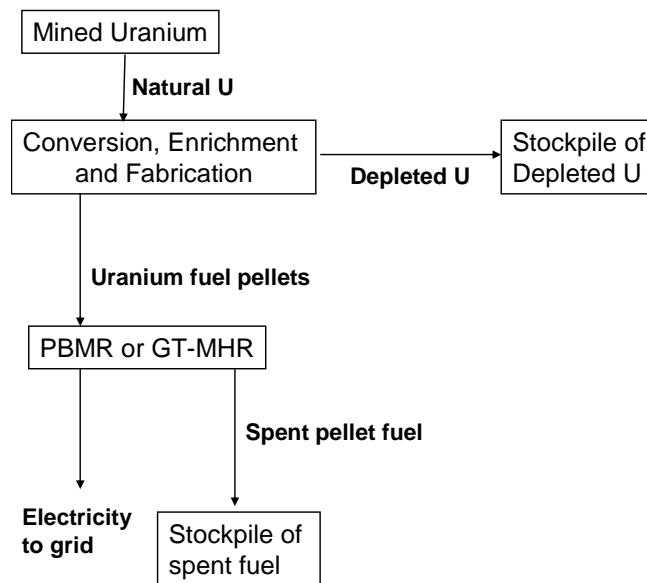 Mined Uranium
Natural U
Conversion, Enrichment
and Fabrication
Depleted U
Stockpile of
Depleted U
Uranium fuel pellets
PBMR or GT-MHR
Spent pellet fuel
Electricity
to grid
Stockpile of
spent fuel